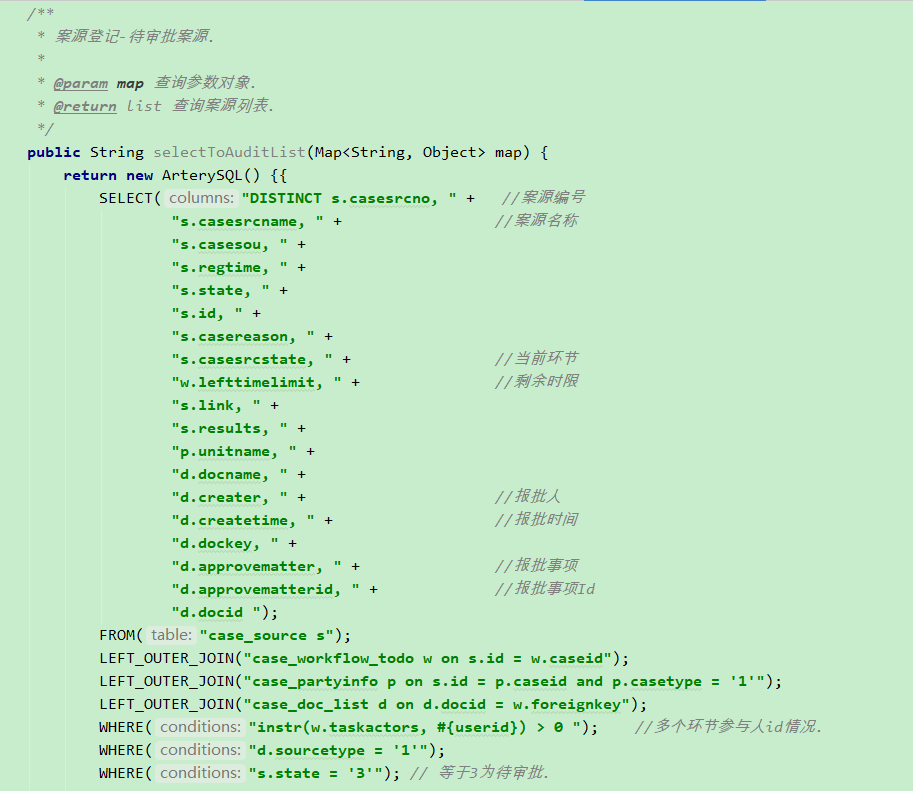 /**
 * 案源登记-待审批案源.
 *
 * @param map 查询参数对象.
 * @return list 查询案源列表.
 */
public String selectToAuditList(Map<String, Object> map) {
    return new ArterySQL() {{
        SELECT( columns: "DISTINCT s.casesrcno, " +   //案源编号
                "s.casesrcname, " +                 //案源名称
                "s.casesou, " +
                "s.regtime, " +
                "s.state, " +
                "s.id, " +
                "s.casereason, " +
                "s.casesrcstate, " +                //当前环节
                "w.lefttimelimit, " +               //剩余时限
                "s.link, " +
                "s.results, " +
                "p.unitname, " +
                "d.docname, " +
                "d.creater, " +                     //报批人
                "d.createtime, " +                  //报批时间
                "d.dockey, " +
                "d.approvematter, " +               //报批事项
                "d.approvematterid, " +             //报批事项Id
                "d.docid ");
        FROM( table: "case_source s");
        LEFT_OUTER_JOIN("case_workflow_todo w on s.id = w.caseid");
        LEFT_OUTER_JOIN("case_partyinfo p on s.id = p.caseid and p.casetype = '1'");
        LEFT_OUTER_JOIN("case_doc_list d on d.docid = w.foreignkey");
        WHERE( conditions: "instr(w.taskactors, #{userid}) > 0 ");    //多个环节参与人id情况.
        WHERE( conditions: "d.sourcetype = '1'");
        WHERE( conditions: "s.state = '3'"); // 等于3为待审批.